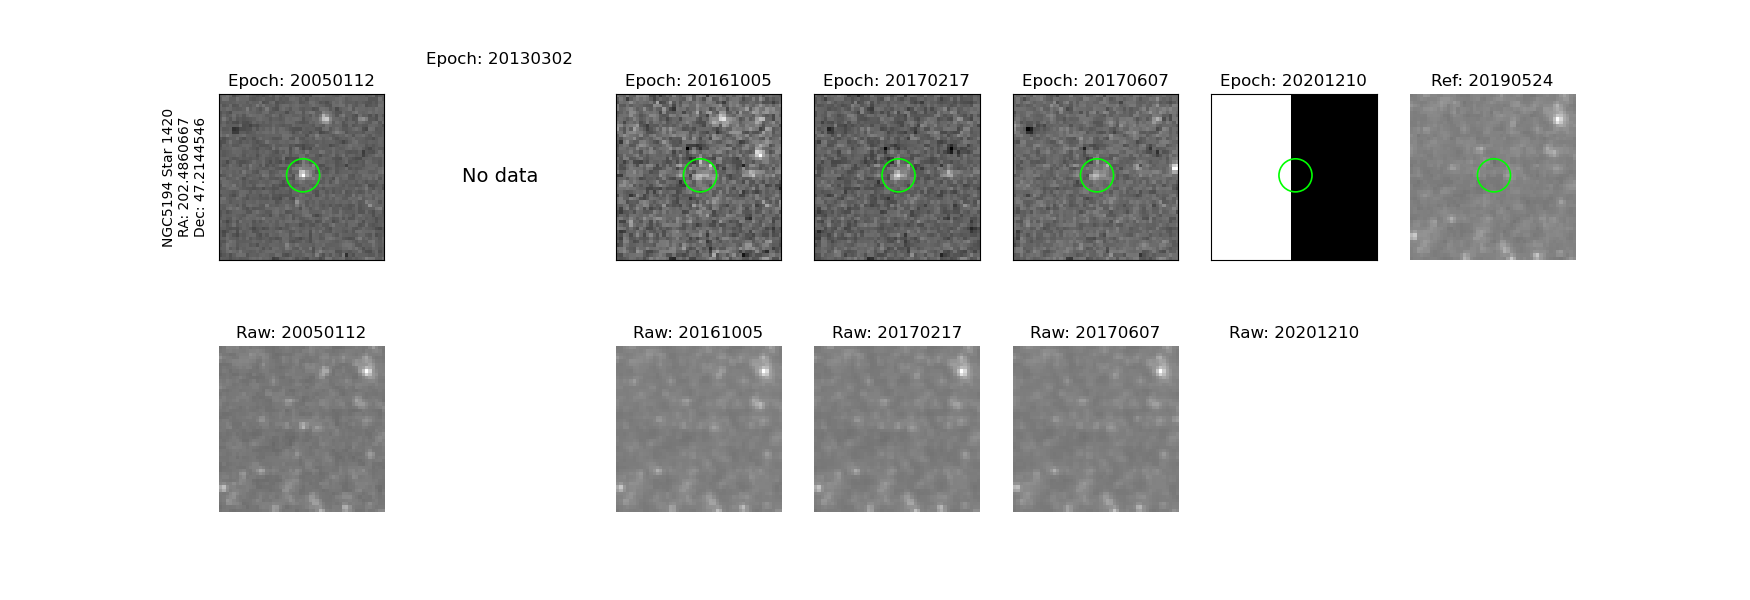 Epoch: 20130302
Epoch: 20050112
Epoch: 20161005
Epoch: 20170217
Epoch: 20170607
Epoch: 20201210
Ref: 20190524
NGC5194 Star 1420
RA: 202.4860667
Dec: 47.2144546
No data
Raw: 20050112
Raw: 20161005
Raw: 20170217
Raw: 20170607
Raw: 20201210